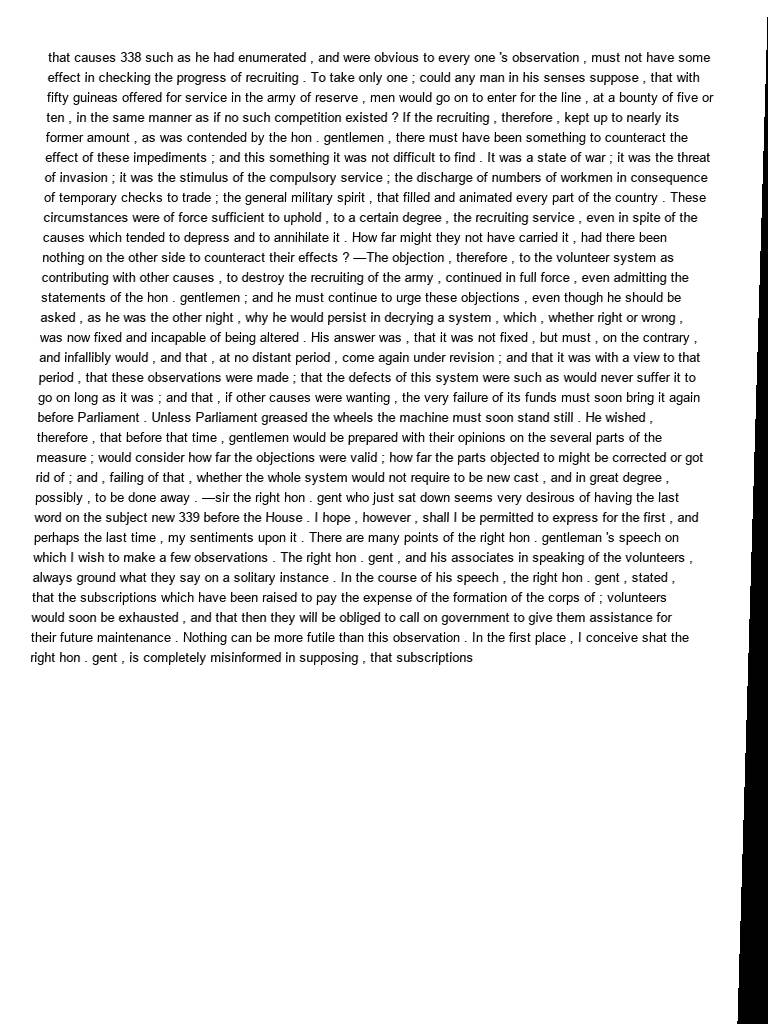 that causes 338 such as he had enumerated , and were obvious to every one 's observation , must not have some
effect in checking the progress of recruiting . To take only one ; could any man in his senses suppose , that with
fifty guineas offered for service in the army of reserve , men would go on to enter for the line , at a bounty of five or
ten , in the same manner as if no such competition existed ? If the recruiting , therefore , kept up to nearly its
former amount , as was contended by the hon . gentlemen , there must have been something to counteract the
effect of these impediments ; and this something it was not difficult to find . It was a state of war ; it was the threat
of invasion ; it was the stimulus of the compulsory service ; the discharge of numbers of workmen in consequence
of temporary checks to trade ; the general military spirit , that filled and animated every part of the country . These
circumstances were of force sufficient to uphold , to a certain degree , the recruiting service , even in spite of the
causes which tended to depress and to annihilate it . How far might they not have carried it , had there been
nothing on the other side to counteract their effects ? —The objection , therefore , to the volunteer system as
contributing with other causes , to destroy the recruiting of the army , continued in full force , even admitting the
statements of the hon . gentlemen ; and he must continue to urge these objections , even though he should be
asked , as he was the other night , why he would persist in decrying a system , which , whether right or wrong ,
was now fixed and incapable of being altered . His answer was , that it was not fixed , but must , on the contrary ,
and infallibly would , and that , at no distant period , come again under revision ; and that it was with a view to that
period , that these observations were made ; that the defects of this system were such as would never suffer it to
go on long as it was ; and that , if other causes were wanting , the very failure of its funds must soon bring it again
before Parliament . Unless Parliament greased the wheels the machine must soon stand still . He wished ,
therefore , that before that time , gentlemen would be prepared with their opinions on the several parts of the
measure ; would consider how far the objections were valid ; how far the parts objected to might be corrected or got
rid of ; and , failing of that , whether the whole system would not require to be new cast , and in great degree ,
possibly , to be done away . —sir the right hon . gent who just sat down seems very desirous of having the last
word on the subject new 339 before the House . I hope , however , shall I be permitted to express for the first , and
perhaps the last time , my sentiments upon it . There are many points of the right hon . gentleman 's speech on
which I wish to make a few observations . The right hon . gent , and his associates in speaking of the volunteers ,
always ground what they say on a solitary instance . In the course of his speech , the right hon . gent , stated ,
that the subscriptions which have been raised to pay the expense of the formation of the corps of ; volunteers
would soon be exhausted , and that then they will be obliged to call on government to give them assistance for
their future maintenance . Nothing can be more futile than this observation . In the first place , I conceive shat the
right hon . gent , is completely misinformed in supposing , that subscriptions